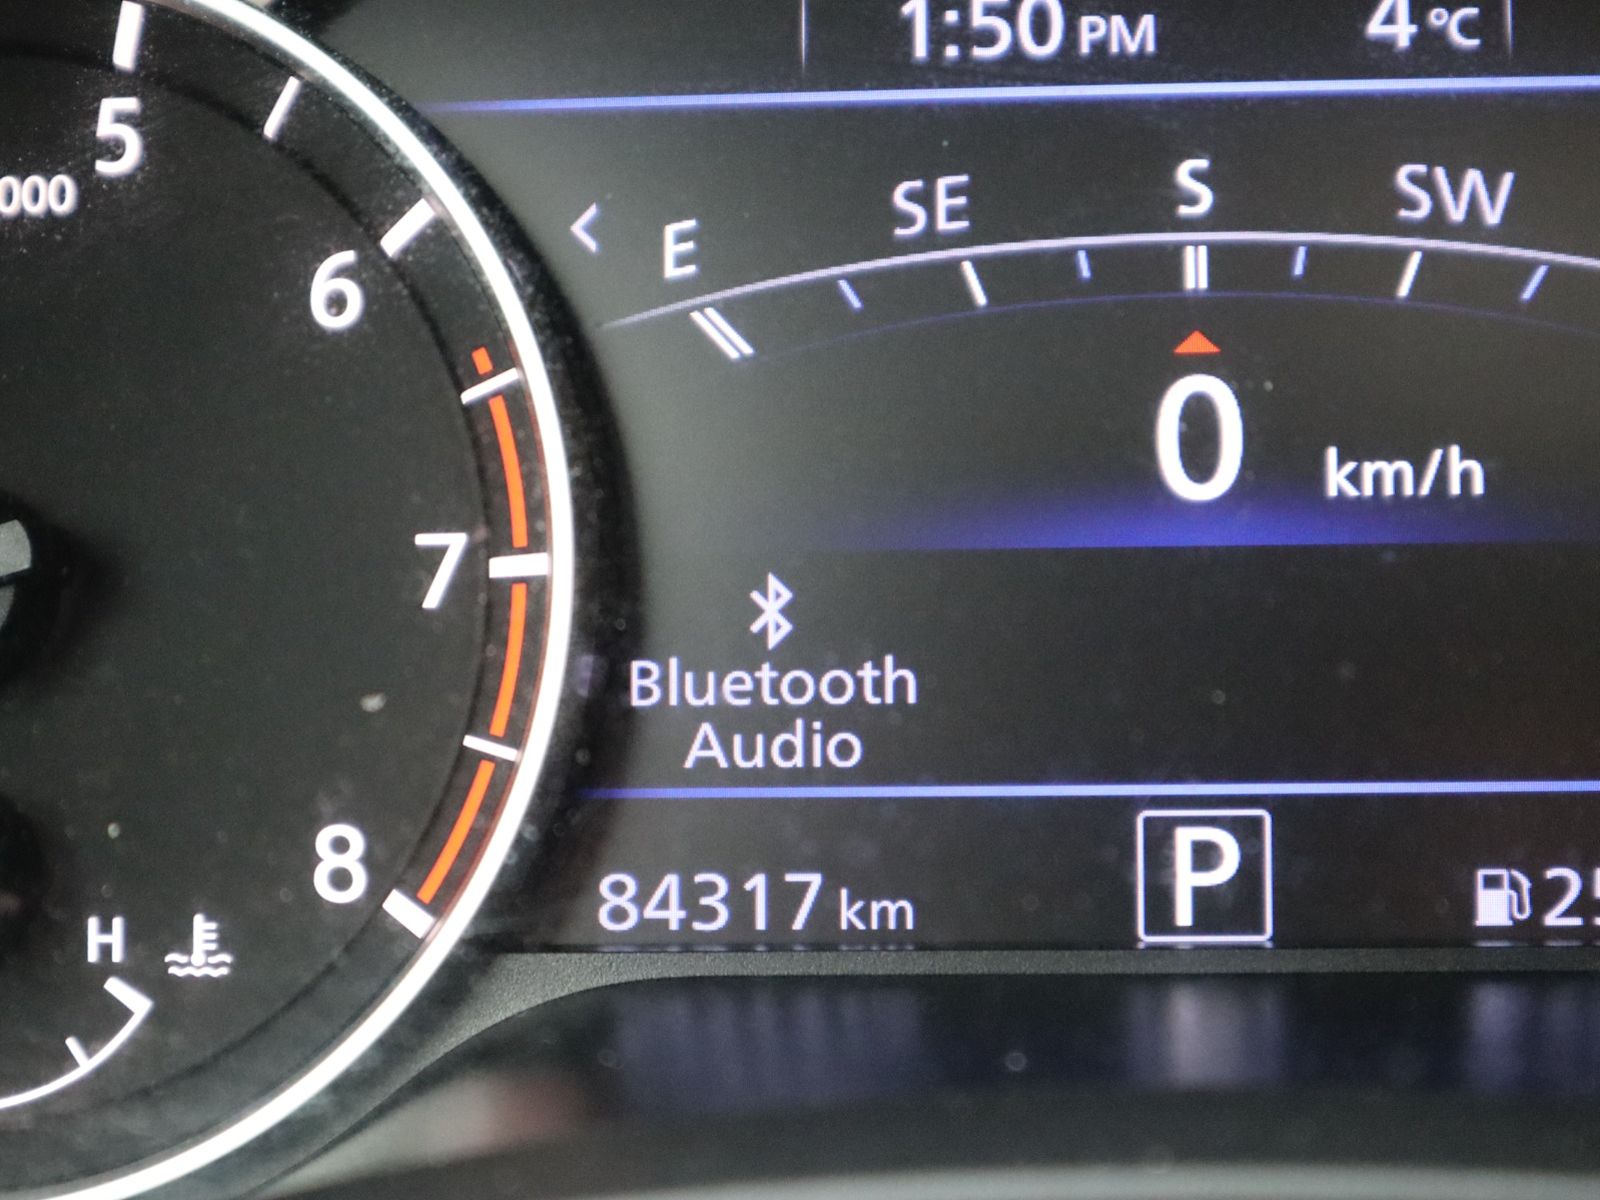 1:50 PM 4°C
5
000
E SE S SW
6
0 km/h
7
Bluetooth
Audio
8
84317 km P
H